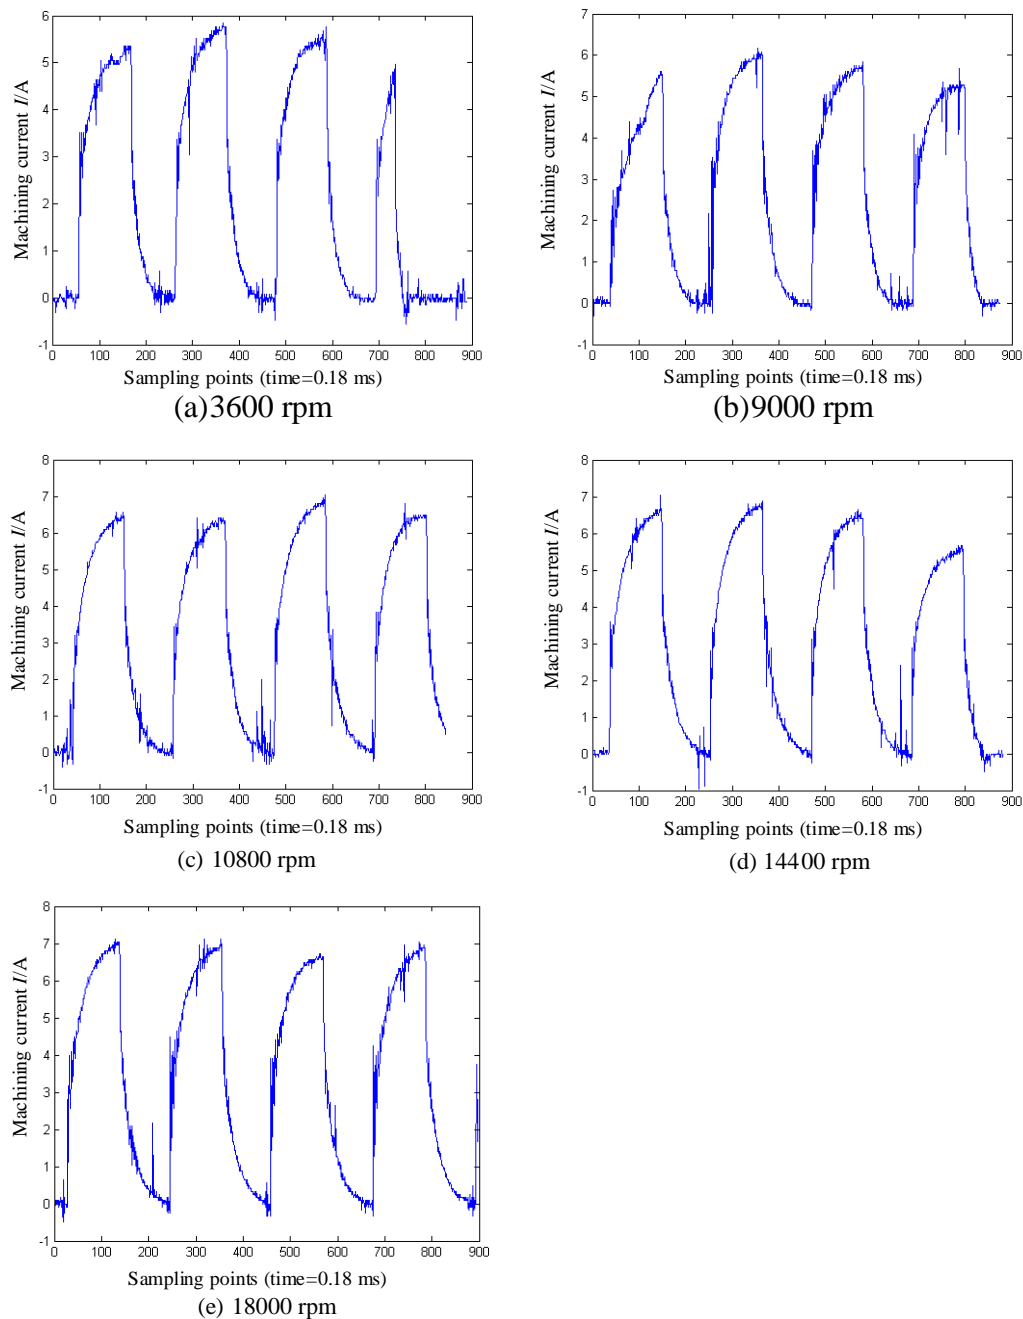 6
5
4
3
2
1
0
-1
Machining current I/A
0 100 200 300 400 500 600 700 800 900
Sampling points (time=0.18 ms)
(a)3600 rpm
7
6
5
4
3
2
1
0
-1
Machining current I/A
0 100 200 300 400 500 600 700 800 900
Sampling points (time=0.18 ms)
(b)9000 rpm
8
7
6
5
4
3
2
1
0
-1
Machining current I/A
0 100 200 300 400 500 600 700 800 900
Sampling points (time=0.18 ms)
(c) 10800 rpm
8
7
6
5
4
3
2
1
0
-1
Machining current I/A
0 100 200 300 400 500 600 700 800 900
Sampling points (time=0.18 ms)
(d) 14400 rpm
8
7
6
5
4
3
2
1
0
-1
Machining current I/A
0 100 200 300 400 500 600 700 800 900
Sampling points (time=0.18 ms)
(e) 18000 rpm